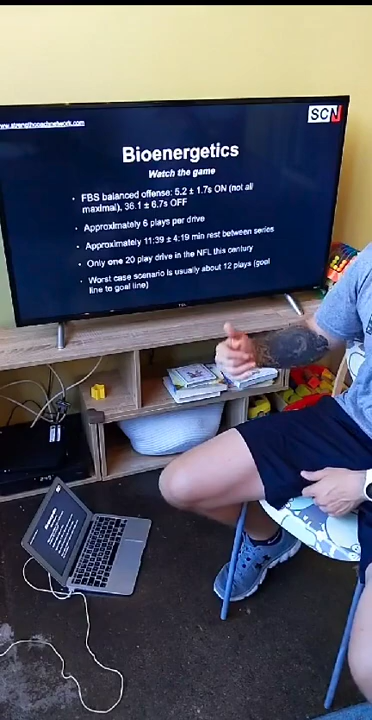 www.strengthcoachnetwork.com
SCN
Bioenergetics
Watch the game
• FBS balanced offense: 5.2 ± 1.7s ON (not all
maximal), 36.1 ± 6.7s OFF
• Approximately 6 plays per drive
• Approximately 11:39 ± 4:19 min rest between series
• Only one 20 play drive in the NFL this century
• Worst case scenario is usually about 12 plays (goal
line to goal line)
TCL
Bioenergetics